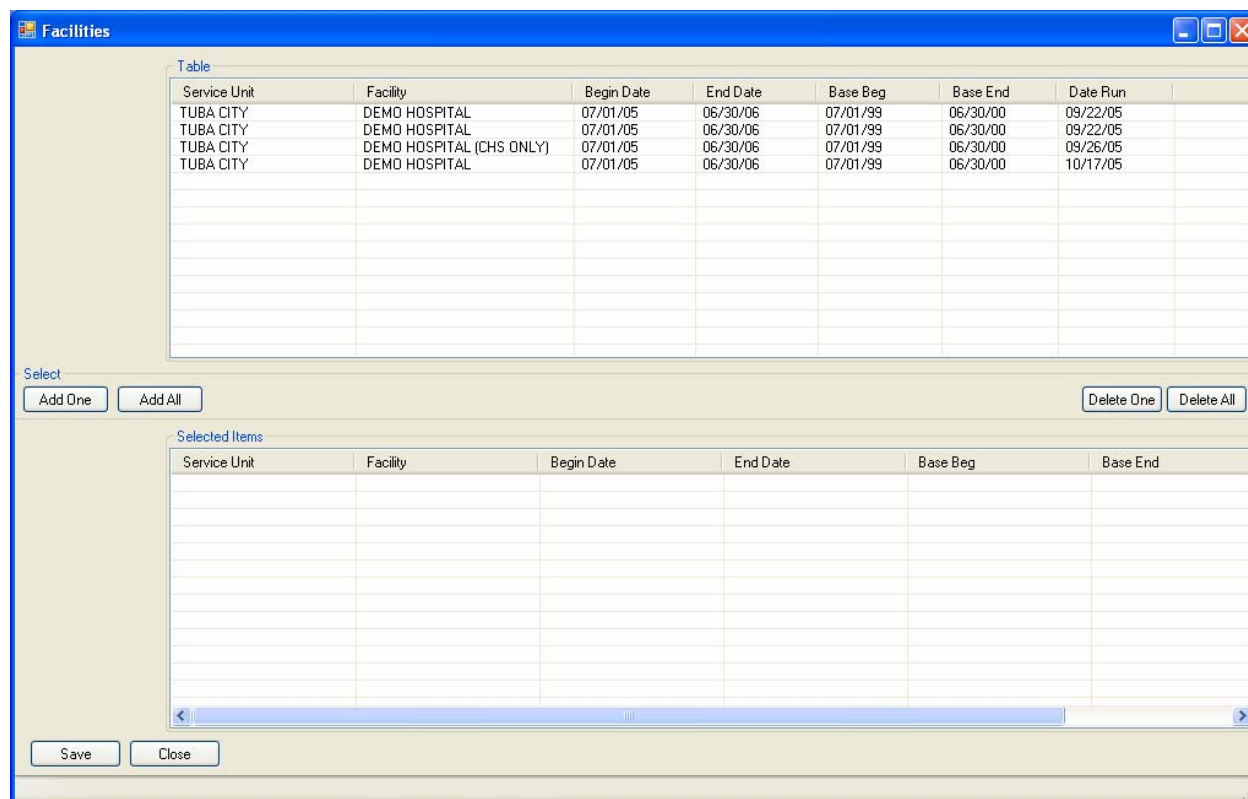 Facilities
Table
Service Unit Facility Begin Date End Date Base Beg Base End Date Run
TUBA CITY DEMO HOSPITAL 07/01/05 06/30/06 07/01/99 06/30/00 09/22/05
TUBA CITY DEMO HOSPITAL 07/01/05 06/30/06 07/01/99 06/30/00 09/22/05
TUBA CITY DEMO HOSPITAL (CHS ONLY) 07/01/05 06/30/06 07/01/99 06/30/00 09/26/05
TUBA CITY DEMO HOSPITAL 07/01/05 06/30/06 07/01/99 06/30/00 10/17/05
Select
Add One Add All Delete One Delete All
Selected Items
Service Unit Facility Begin Date End Date Base Beg Base End
Save Close